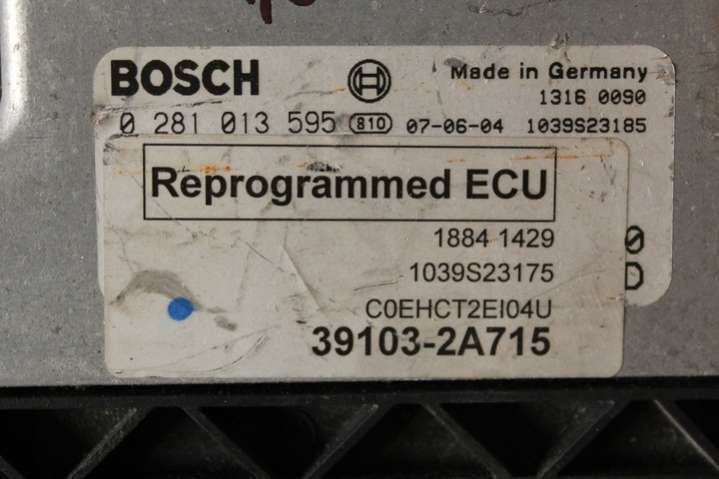 BOSCH Made in Germany
1316 0090
0 281 013 595 810 07-06-04 1039S23185
Reprogrammed ECU
1884 1429 0
1039S23175 D
C0EHCT2EI04U
39103-2A715